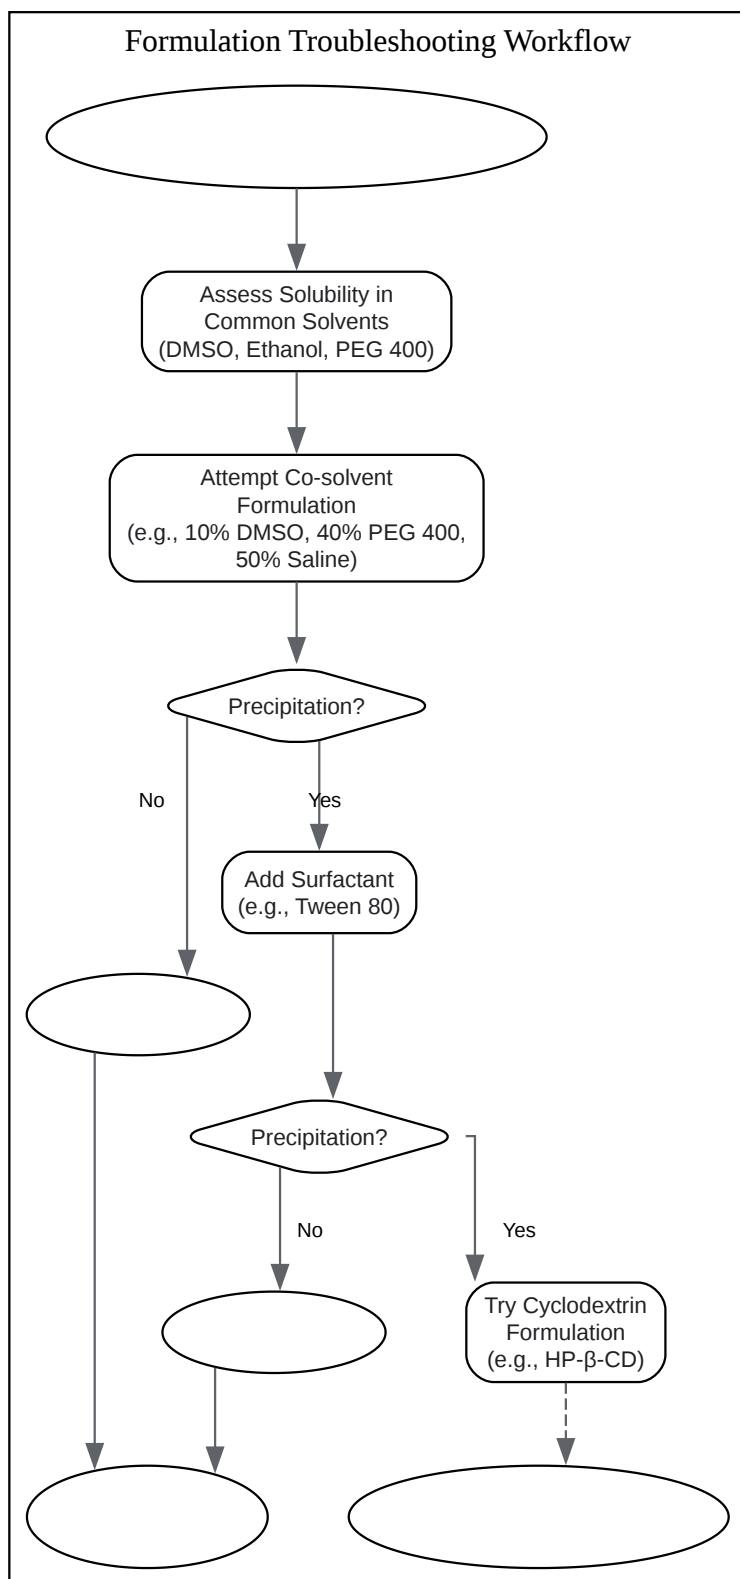 Formulation Troubleshooting Workflow
Assess Solubility in
Common Solvents
(DMSO, Ethanol, PEG 400)
Attempt Co-solvent
Formulation
(e.g., 10% DMSO, 40% PEG 400,
50% Saline)
Precipitation?
No
Yes
Add Surfactant
(e.g., Tween 80)
Precipitation?
No
Yes
Try Cyclodextrin
Formulation
(e.g., HP-β-CD)